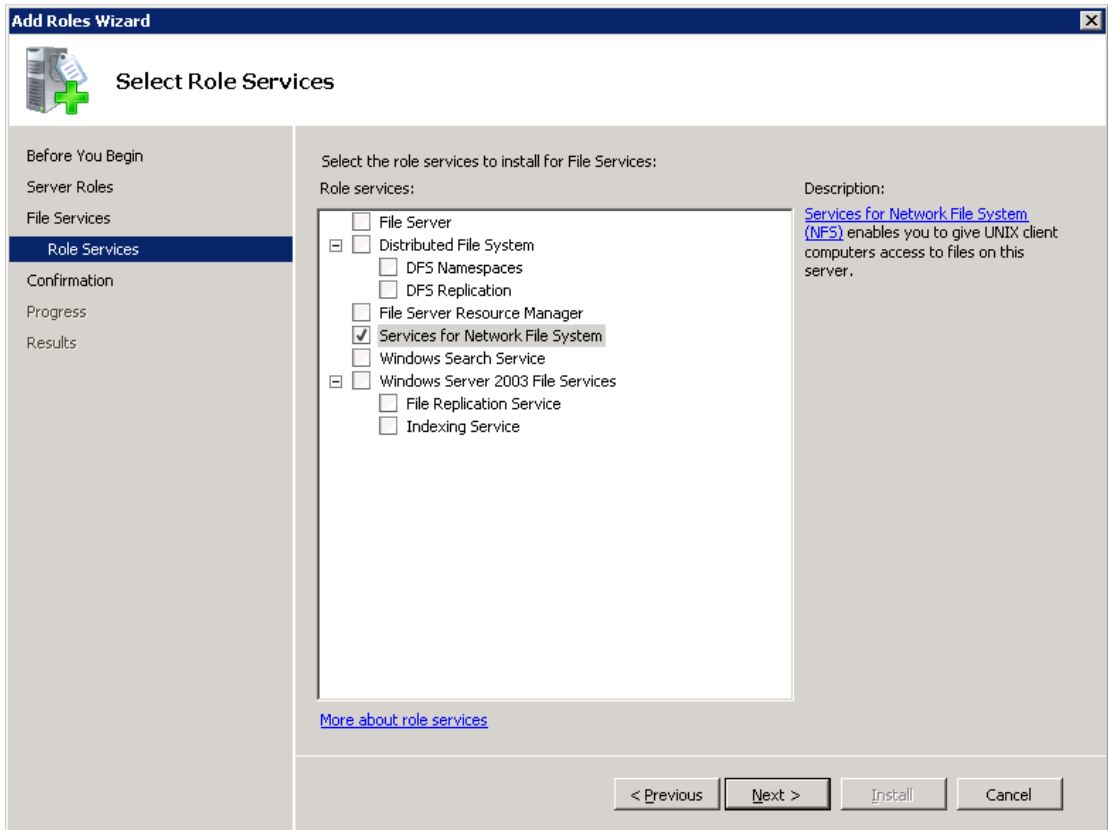 Add Roles Wizard
Select Role Services
Before You Begin
Server Roles
File Services
Role Services
Confirmation
Progress
Results
Select the role services to install for File Services:
Role services:
File Server
Distributed File System
DFS Namespaces
DFS Replication
File Server Resource Manager
Services for Network File System
Windows Search Service
Windows Server 2003 File Services
File Replication Service
Indexing Service
More about role services
Description:
Services for Network File System
(NFS) enables you to give UNIX client
computers access to files on this
server.
< Previous
Next >
Install
Cancel